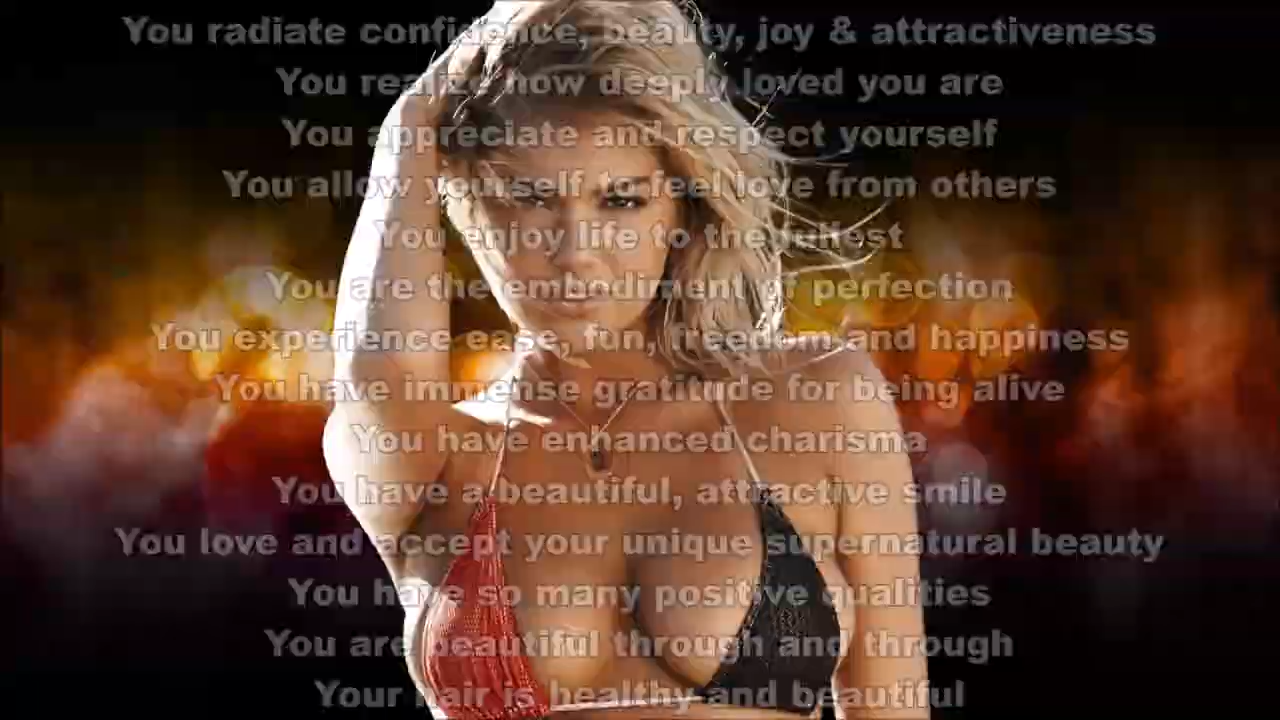 You radiate confidence, beauty, joy & attractiveness
You realize how deeply loved you are
You appreciate and respect yourself
You allow yourself to feel love from others
You enjoy life to the fullest
You are the embodiment of perfection
You experience ease, fun, freedom and happiness
You have immense gratitude for being alive
You have enhanced charisma
You have a beautiful, attractive smile
You love and accept your unique supernatural beauty
You have so many positive qualities
You are beautiful through and through
Your hair is healthy and beautiful